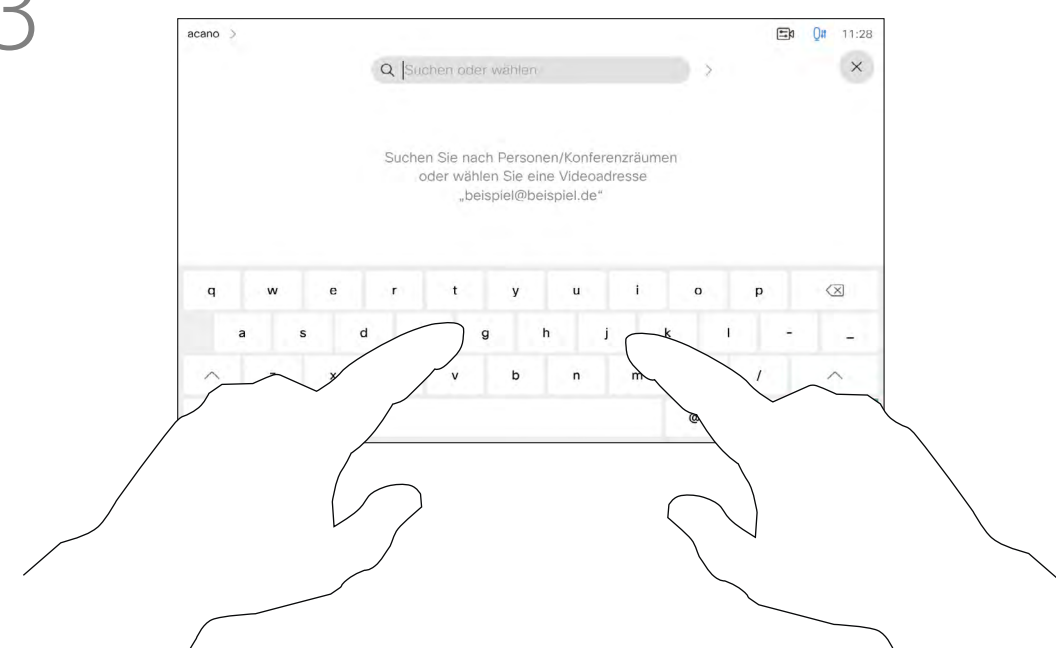 3
acano > 11:28
Suchen oder wählen >
Suchen Sie nach Personen/Konferenzräumen
oder wählen Sie eine Videoadresse
„beispiel@beispiel.de“
q w e r t y u i o p
a s d g h j k l - _
x v b n m /
@